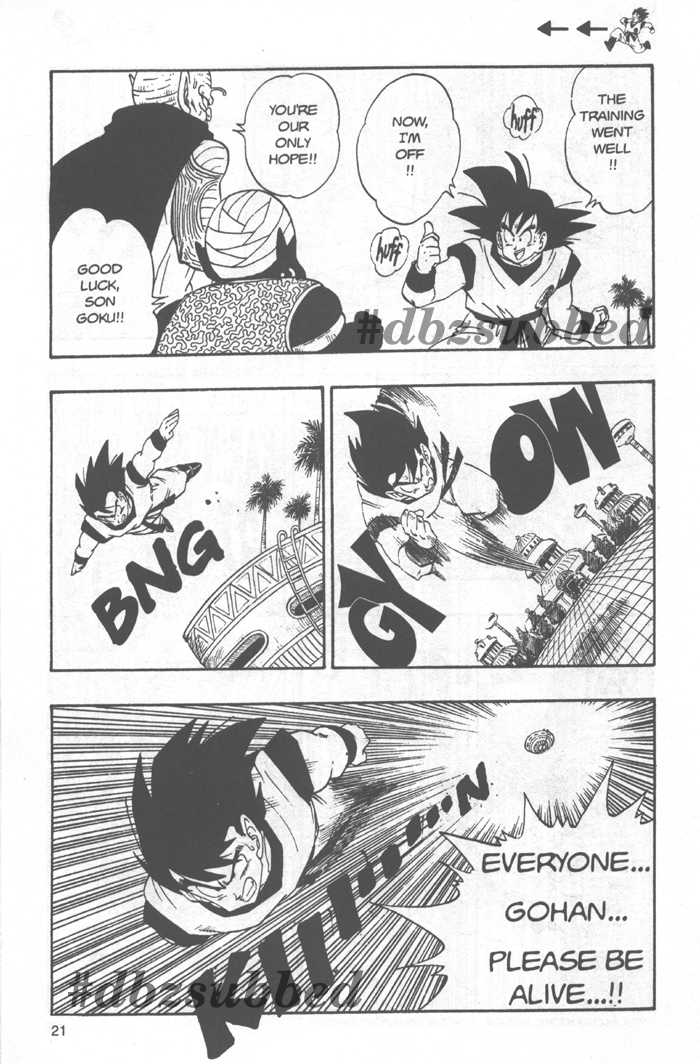 THE
TRAINING
WENT
WELL
!!
huff
NOW,
I'M
OFF
!!
huff
YOU'RE
OUR
ONLY
HOPE!!
GOOD
LUCK,
SON
GOKU!!
#dbzsubbed
GYOW
BNG
EVERYONE...
GOHAN...
PLEASE BE
ALIVE...!!
#dbzsubbed
21